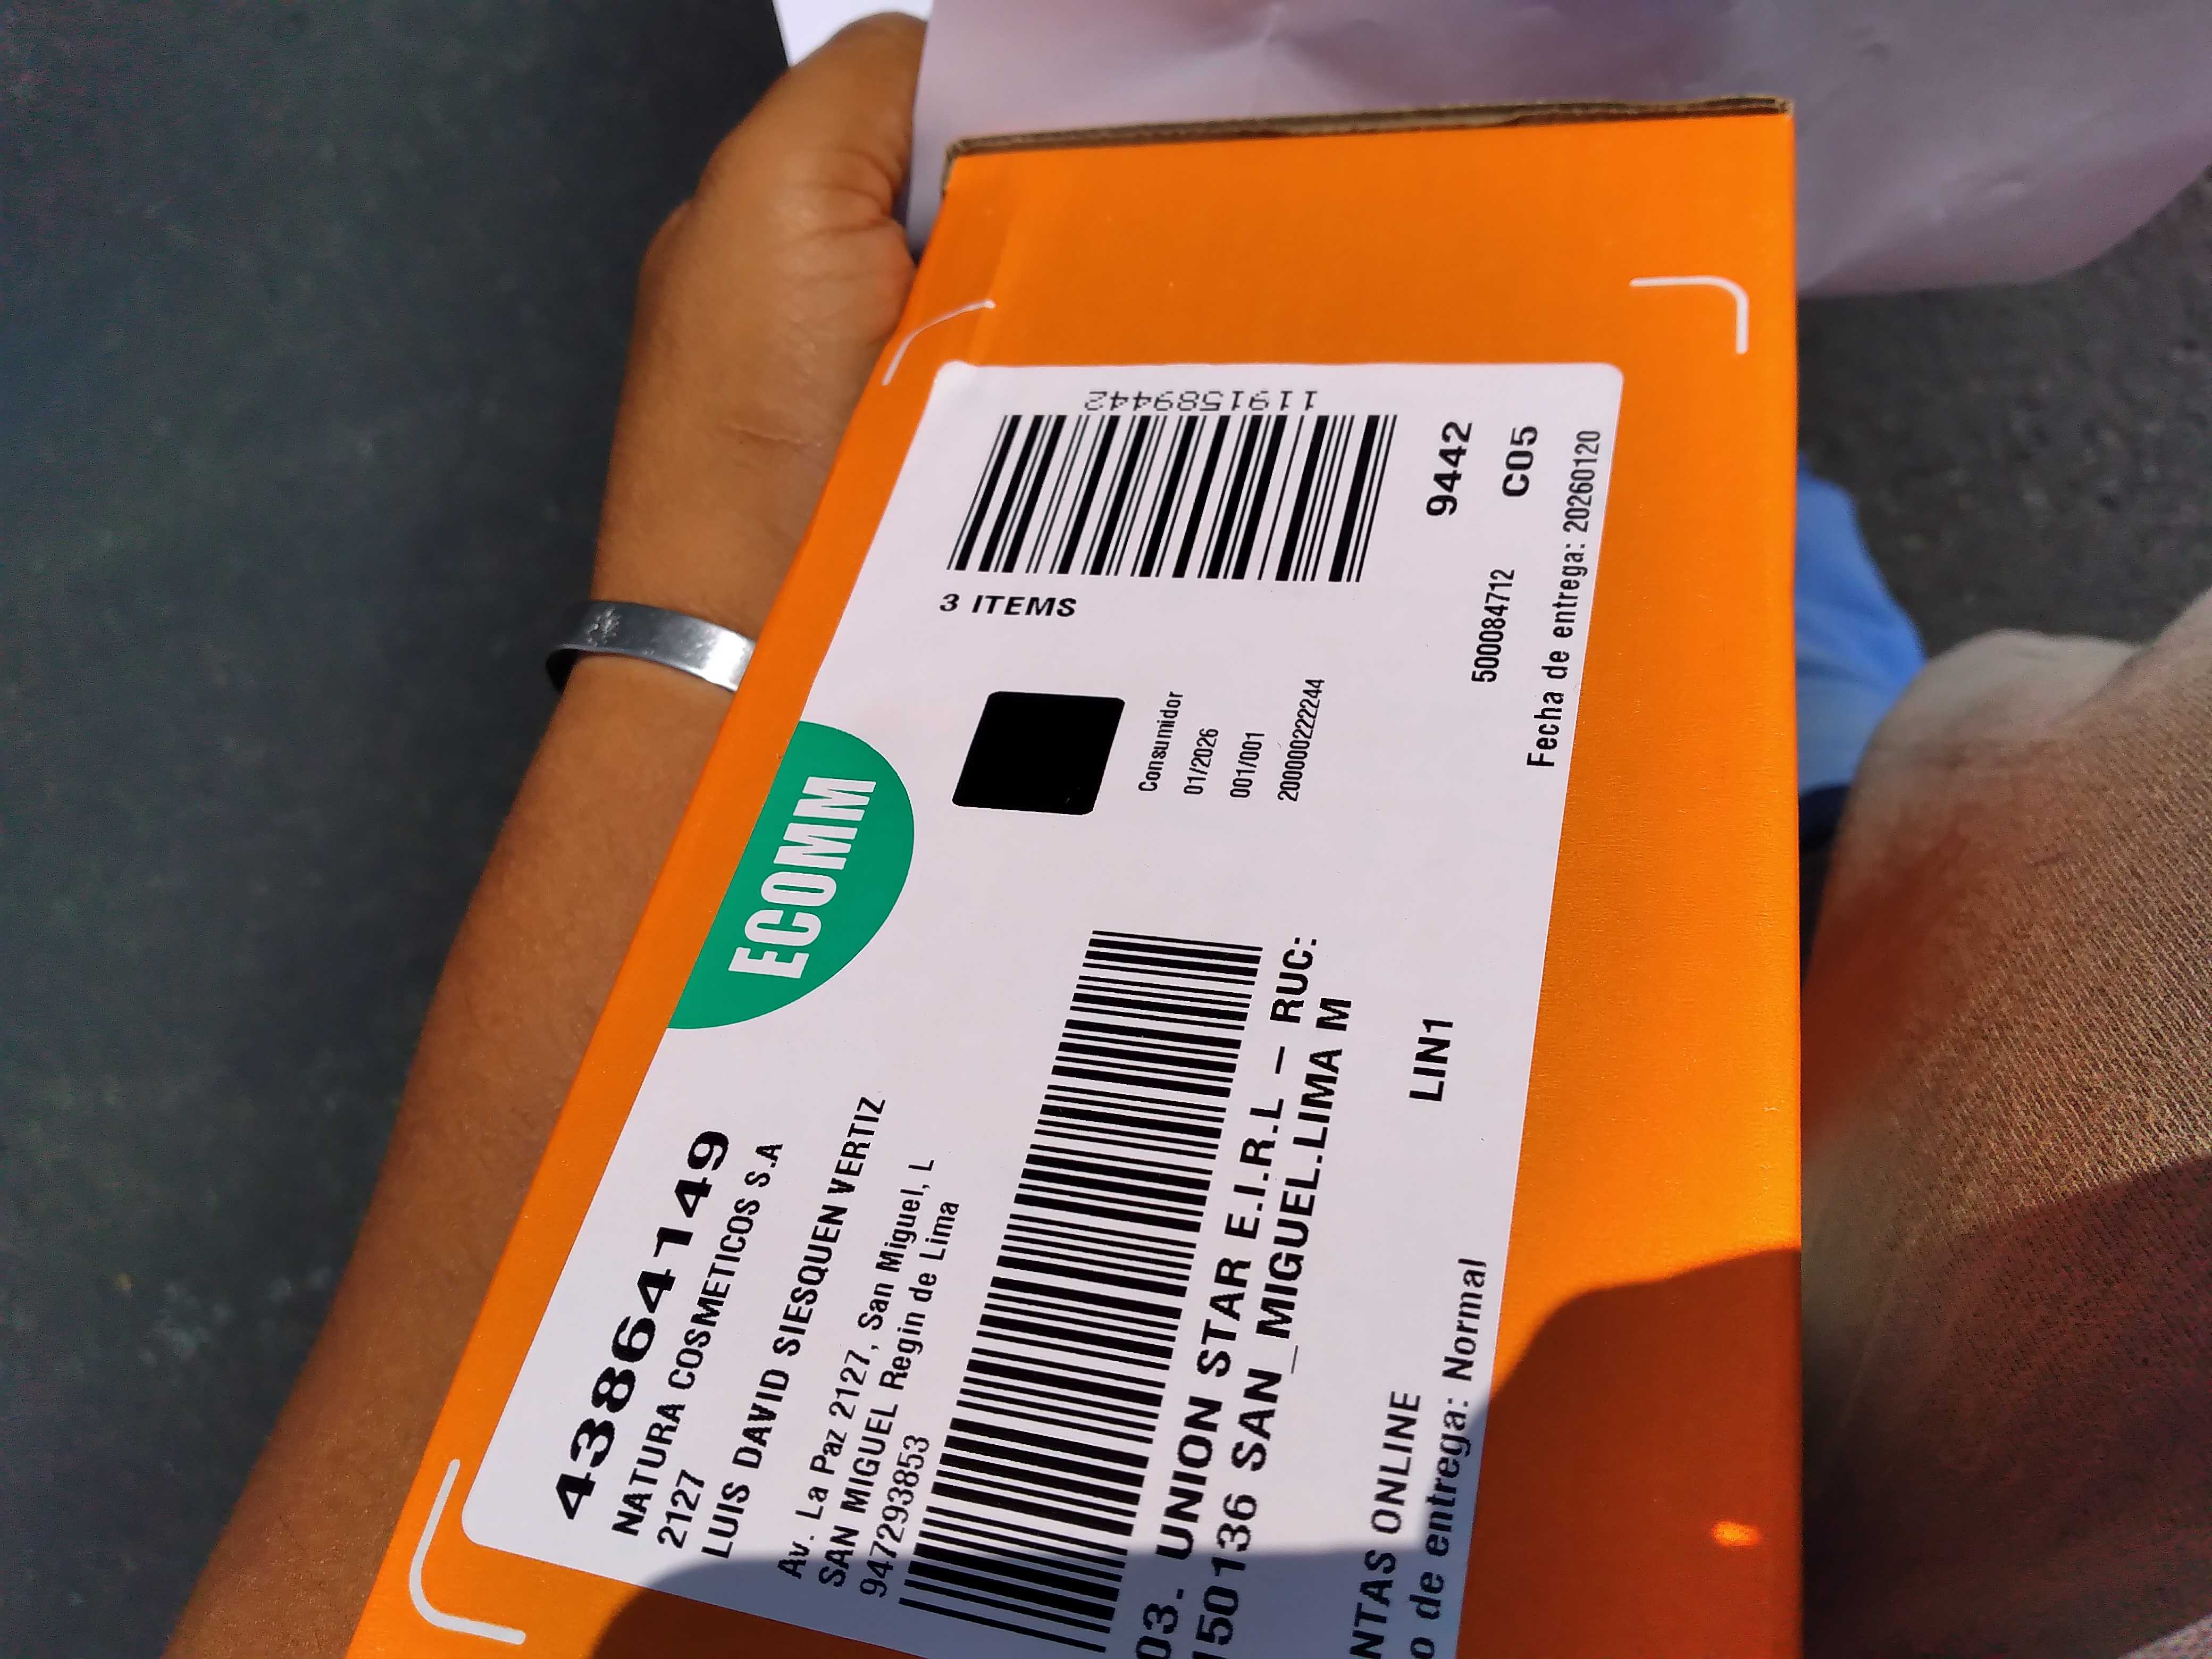 43864149
NATURA COSMETICOS S.A
2127
LUIS DAVID SIESQUEN VERTIZ
Av. La Paz 2127, San Miguel, L
SAN MIGUEL Regin de Lima
947293853
ECOMM
03. UNION STAR E.I.R.L – RUC:
150136 SAN_MIGUEL.LIMA M
NTAS ONLINE
LIN1
o de entrega: Normal
3 ITEMS
1191589442
Consumidor
01/2026
001/001
2000000222244
9442
500084712
C05
Fecha de entrega: 20260120